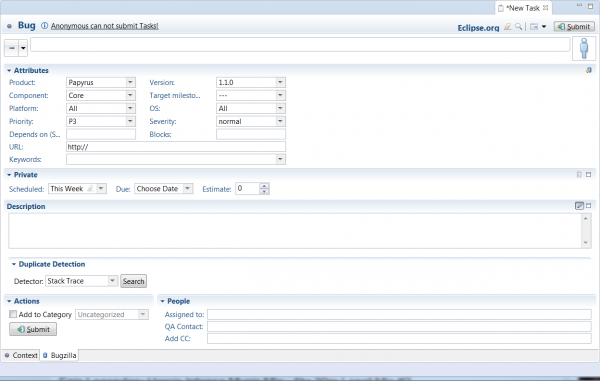 *New Task
Bug Anonymous can not submit Tasks! Eclipse.org Submit
Attributes
Product: Papyrus Version: 1.1.0
Component: Core Target milesto... ---
Platform: All OS: All
Priority: P3 Severity: normal
Depends on (S... Blocks:
URL: http://
Keywords:
Private
Scheduled: This Week Due: Choose Date Estimate: 0
Description
Duplicate Detection
Detector: Stack Trace Search
Actions People
Add to Category Uncategorized Assigned to:
Submit QA Contact:
Add CC:
Context Bugzilla